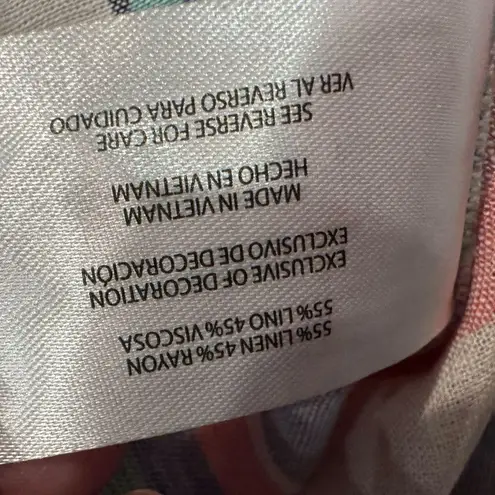 55% LINEN 45% RAYON
55% LINO 45% VISCOSA
EXCLUSIVE OF DECORATION
EXCLUSIVO DE DECORACIÓN
MADE IN VIETNAM
HECHO EN VIETNAM
SEE REVERSE FOR CARE
VER AL REVERSO PARA CUIDADO